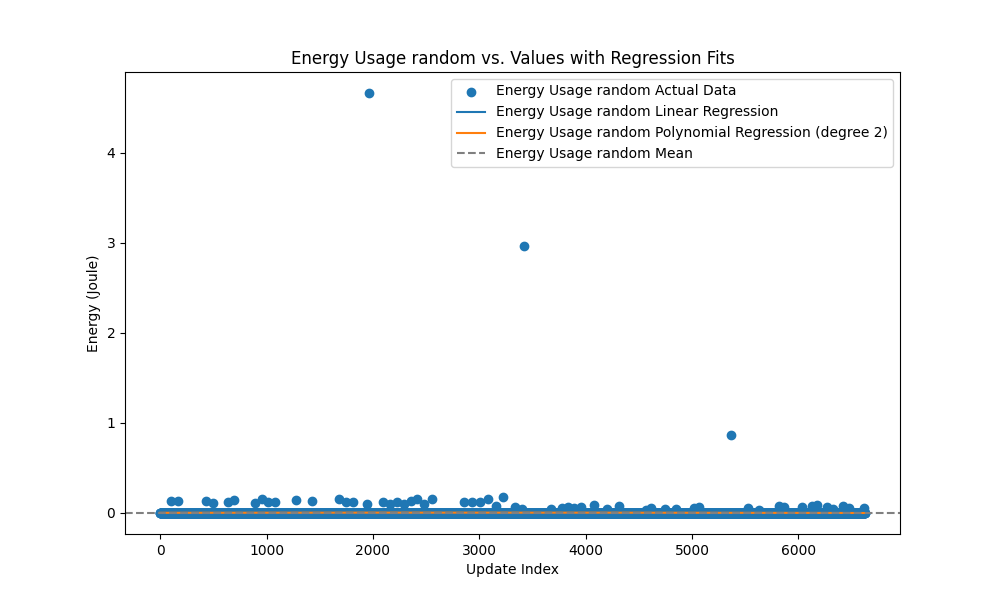 Energy Usage random vs. Values with Regression Fits
Energy Usage random Actual Data
Energy Usage random Linear Regression
Energy Usage random Polynomial Regression (degree 2)
Energy Usage random Mean
Energy (Joule)
4
3
2
1
0
0 1000 2000 3000 4000 5000 6000
Update Index